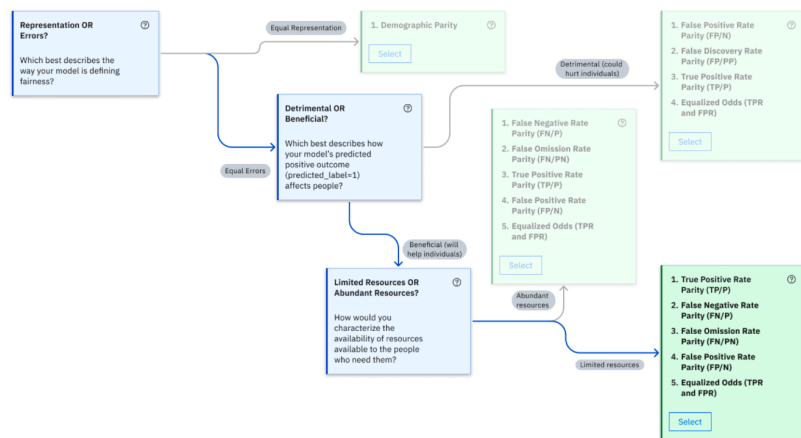 Representation OR
Errors?
Which best describes the
way your model is defining
fairness?
Equal Representation
1. Demographic Parity
Select
Equal Errors
Detrimental OR
Beneficial?
Which best describes how
your model's predicted
positive outcome
(predicted_label=1)
affects people?
Detrimental (could
hurt individuals)
1. False Positive Rate
Parity (FP/N)
2. False Discovery Rate
Parity (FP/PP)
3. True Positive Rate
Parity (TP/P)
4. Equalized Odds (TPR
and FPR)
Select
Beneficial (will
help individuals)
Limited Resources OR
Abundant Resources?
How would you
characterize the
availability of resources
available to the people
who need them?
Abundant
resources
1. False Negative Rate
Parity (FN/P)
2. False Omission Rate
Parity (FN/PN)
3. True Positive Rate
Parity (TP/P)
4. False Positive Rate
Parity (FP/N)
5. Equalized Odds (TPR
and FPR)
Select
Limited resources
1. True Positive Rate
Parity (TP/P)
2. False Negative Rate
Parity (FN/P)
3. False Omission Rate
Parity (FN/PN)
4. False Positive Rate
Parity (FP/N)
5. Equalized Odds (TPR
and FPR)
Select